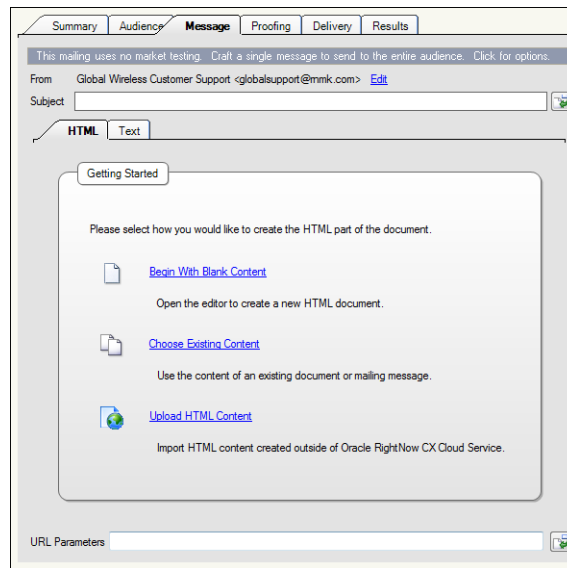 Summary Audience Message Proofing Delivery Results
This mailing uses no market testing. Craft a single message to send to the entire audience. Click for options.
From Global Wireless Customer Support <globalsupport@mmk.com> Edit
Subject
HTML Text
Getting Started
Please select how you would like to create the HTML part of the document.
Begin With Blank Content
Open the editor to create a new HTML document.
Choose Existing Content
Use the content of an existing document or mailing message.
Upload HTML Content
Import HTML content created outside of Oracle RightNow CX Cloud Service.
URL Parameters